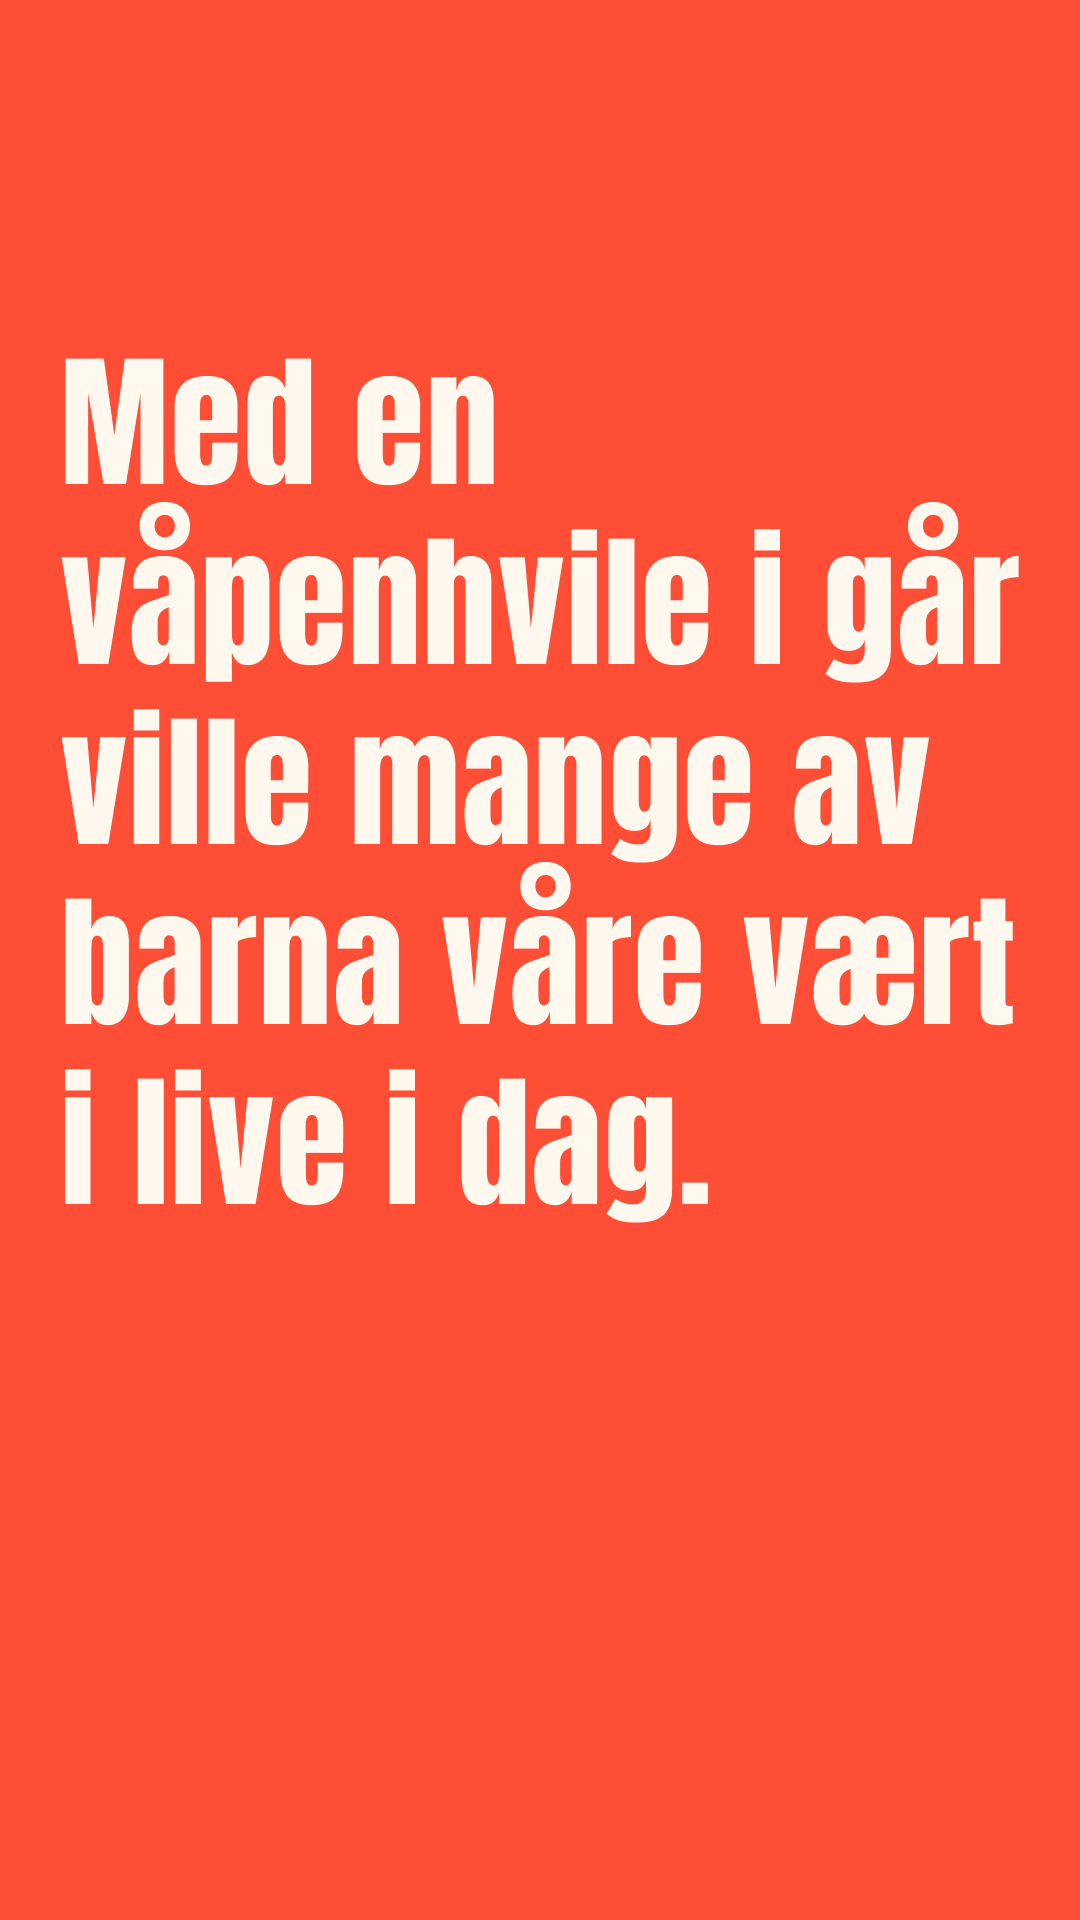 Med en
våpenhvile i går
ville mange av
barna våre vært
i live i dag.